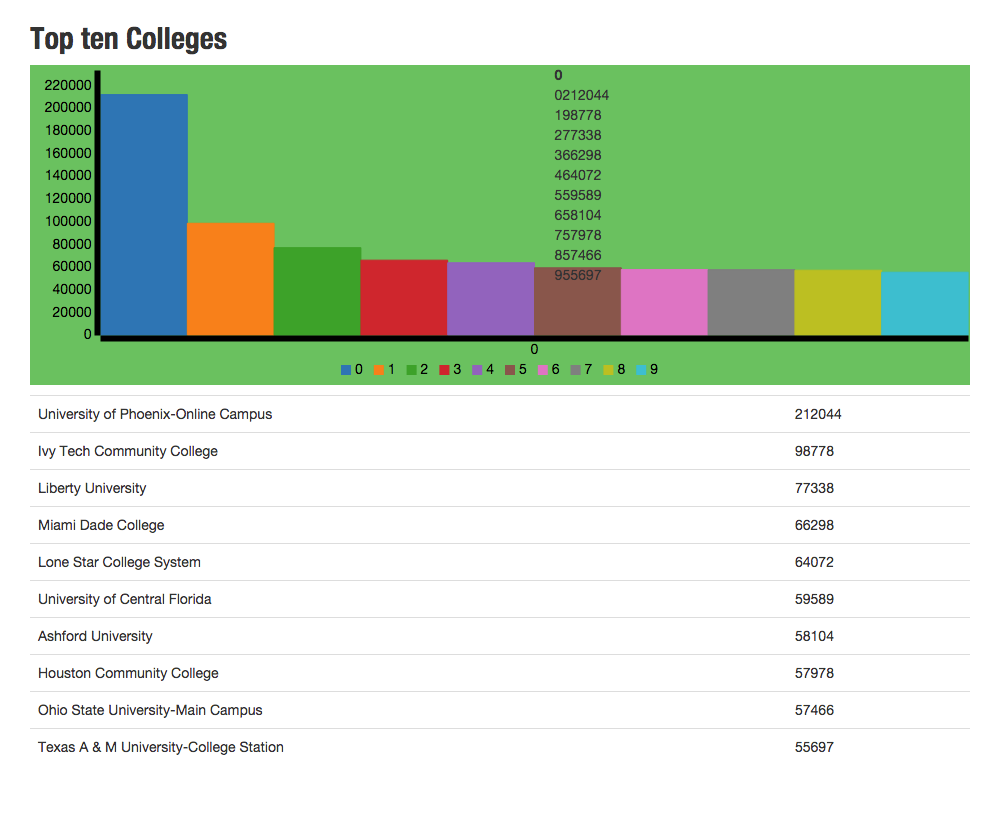 Top ten Colleges
220000
200000
180000
160000
140000
120000
100000
80000
60000
40000
20000
0
0
0212044
198778
277338
366298
464072
559589
658104
757978
857466
955697
0
0 1 2 3 4 5 6 7 8 9
University of Phoenix-Online Campus 212044
Ivy Tech Community College 98778
Liberty University 77338
Miami Dade College 66298
Lone Star College System 64072
University of Central Florida 59589
Ashford University 58104
Houston Community College 57978
Ohio State University-Main Campus 57466
Texas A & M University-College Station 55697